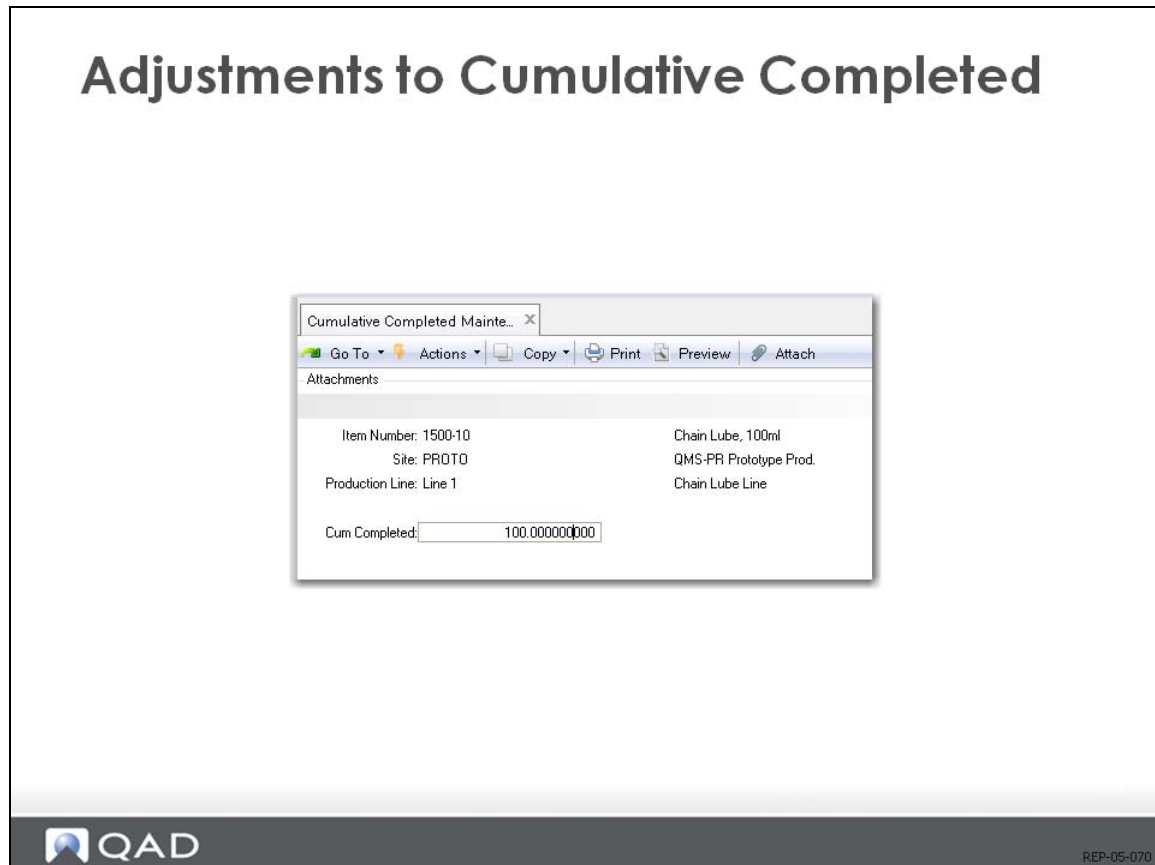 Adjustments to Cumulative Completed
Cumulative Completed Mainte... X
Go To Actions Copy Print Preview Attach
Attachments
Item Number: 1500-10 Chain Lube, 100ml
Site: PROTO QMS-PR Prototype Prod.
Production Line: Line 1 Chain Lube Line
Cum Completed: 100.000000000
QAD
REP-05-070